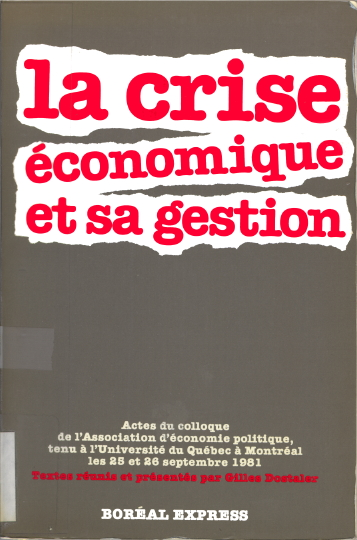 la crise
économique
et sa gestion
Actes du colloque
de l'Association d'économie politique,
tenu à l'Université du Québec à Montréal
les 25 et 26 septembre 1981
Textes réunis et présentés par Gilles Dostaler
BORÉAL EXPRESS